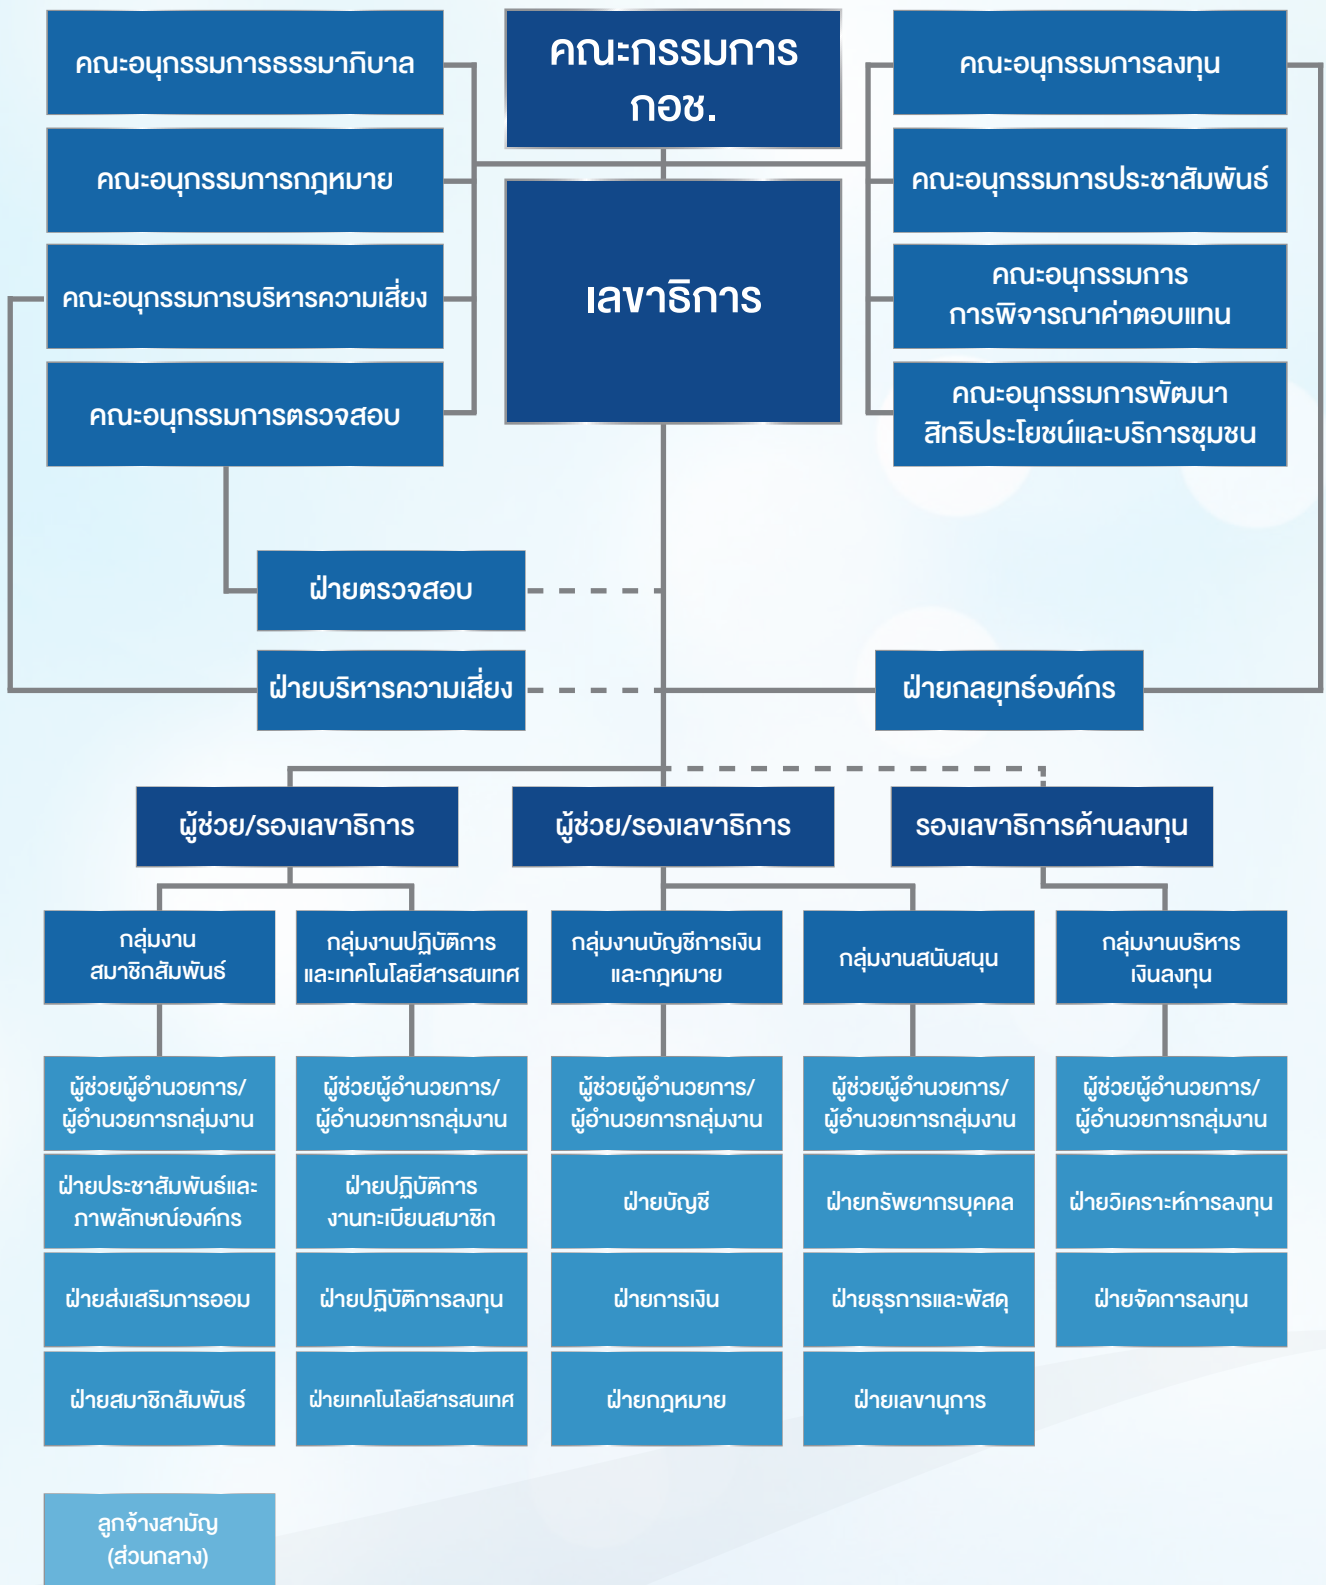 คณะกรรมการ
กอช.
เลขาธิการ
คณะอนุกรรมการธรรมาภิบาล
คณะอนุกรรมการกฎหมาย
คณะอนุกรรมการบริหารความเสี่ยง
คณะอนุกรรมการตรวจสอบ
คณะอนุกรรมการลงทุน
คณะอนุกรรมการประชาสัมพันธ์
คณะอนุกรรมการ
การพิจารณาค่าตอบแทน
คณะอนุกรรมการพัฒนา
สิทธิประโยชน์และบริการชุมชน
ฝ่ายตรวจสอบ
ฝ่ายบริหารความเสี่ยง
ฝ่ายกลยุทธ์องค์กร
ผู้ช่วย/รองเลขาธิการ
ผู้ช่วย/รองเลขาธิการ
รองเลขาธิการด้านลงทุน
กลุ่มงาน
สมาชิกสัมพันธ์
กลุ่มงานปฏิบัติการ
และเทคโนโลยีสารสนเทศ
กลุ่มงานบัญชีการเงิน
และกฎหมาย
กลุ่มงานสนับสนุน
กลุ่มงานบริหาร
เงินลงทุน
ผู้ช่วยผู้อำนวยการ/
ผู้อำนวยการกลุ่มงาน
ผู้ช่วยผู้อำนวยการ/
ผู้อำนวยการกลุ่มงาน
ผู้ช่วยผู้อำนวยการ/
ผู้อำนวยการกลุ่มงาน
ผู้ช่วยผู้อำนวยการ/
ผู้อำนวยการกลุ่มงาน
ผู้ช่วยผู้อำนวยการ/
ผู้อำนวยการกลุ่มงาน
ฝ่ายประชาสัมพันธ์และ
ภาพลักษณ์องค์กร
ฝ่ายปฏิบัติการ
งานทะเบียนสมาชิก
ฝ่ายบัญชี
ฝ่ายทรัพยากรบุคคล
ฝ่ายวิเคราะห์การลงทุน
ฝ่ายส่งเสริมการออม
ฝ่ายปฏิบัติการลงทุน
ฝ่ายการเงิน
ฝ่ายธุรการและพัสดุ
ฝ่ายจัดการลงทุน
ฝ่ายสมาชิกสัมพันธ์
ฝ่ายเทคโนโลยีสารสนเทศ
ฝ่ายกฎหมาย
ฝ่ายเลขานุการ
ลูกจ้างสามัญ
(ส่วนกลาง)